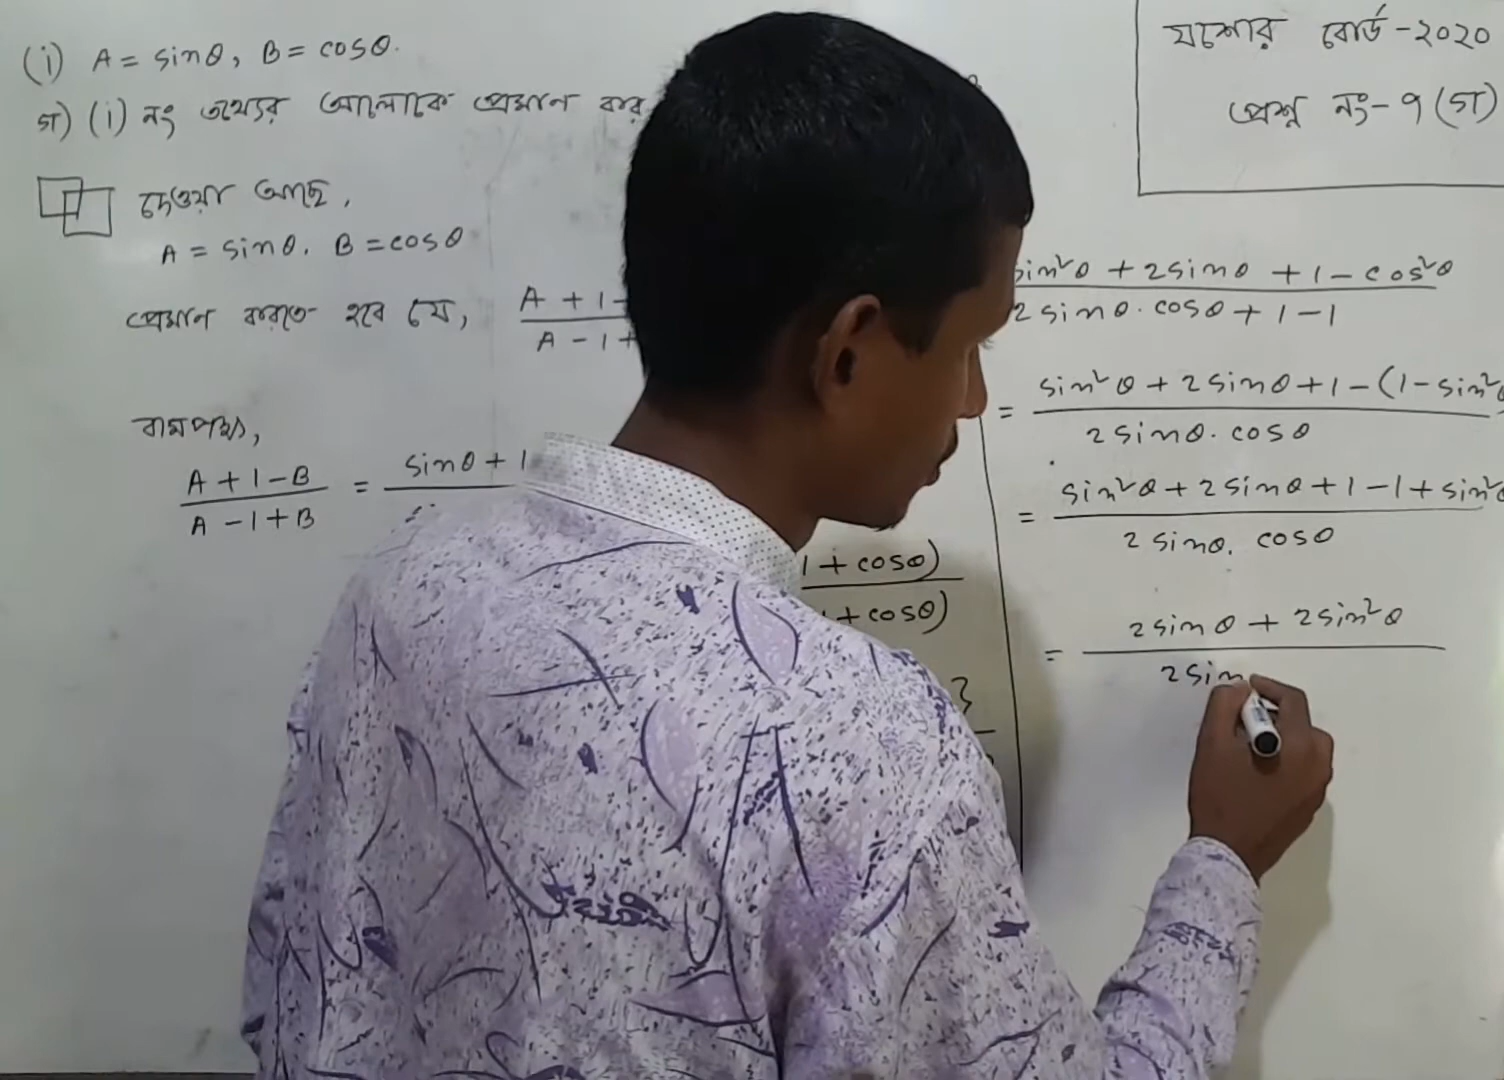 (i) A = sinθ, B = cosθ.
গ) (i) নং তথ্যের আলোকে প্রমাণ কর
যশোর বোর্ড-২০২০
প্রশ্ন নং-৭(গ)
দেওয়া আছে,
A = sinθ. B = cosθ
প্রমাণ করতে হবে যে, A + 1 -
A - 1 +
বামপক্ষ,
A + 1 - B = sinθ + 1
A - 1 + B
1 + cosθ)
+ cosθ)
sin²θ + 2sinθ + 1 - cos²θ
2sinθ.cosθ + 1 - 1
= sin²θ + 2sinθ + 1 - (1 - sin²θ
2sinθ.cosθ
= sin²θ + 2sinθ + 1 - 1 + sin²θ
2sinθ. cosθ
= 2sinθ + 2sin²θ
2sin